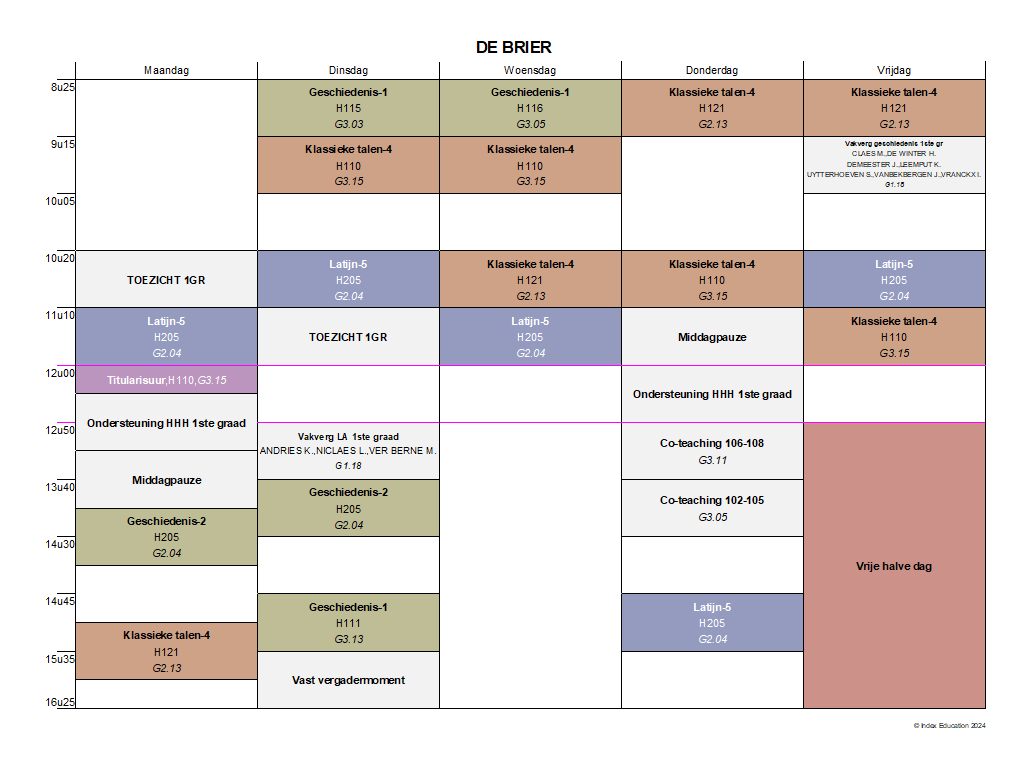 DE BRIER
Maandag
Dinsdag
Woensdag
Donderdag
Vrijdag
8u25
9u15
10u05
10u20
11u10
12u00
12u50
13u40
14u30
14u45
15u35
16u25
TOEZICHT 1GR
Latijn-5
H205
G2.04
Titularisuur,H110,G3.15
Ondersteuning HHH 1ste graad
Middagpauze
Geschiedenis-2
H205
G2.04
Klassieke talen-4
H121
G2.13
Geschiedenis-1
H115
G3.03
Klassieke talen-4
H110
G3.15
Latijn-5
H205
G2.04
TOEZICHT 1GR
Vakverg LA 1ste graad
ANDRIES K.,NICLAES L.,VER BERNE M.
G1.18
Geschiedenis-2
H205
G2.04
Geschiedenis-1
H111
G3.13
Vast vergadermoment
Geschiedenis-1
H116
G3.05
Klassieke talen-4
H110
G3.15
Klassieke talen-4
H121
G2.13
Latijn-5
H205
G2.04
Klassieke talen-4
H121
G2.13
Klassieke talen-4
H110
G3.15
Middagpauze
Ondersteuning HHH 1ste graad
Co-teaching 106-108
G3.11
Co-teaching 102-105
G3.05
Latijn-5
H205
G2.04
Klassieke talen-4
H121
G2.13
Vakverg geschiedenis 1ste gr
CLAES M.,DE WINTER H.
DEMEESTER J.,LEEMPUT K.
UYTTERHOEVEN S.,VANBEKBERGEN J.,VRANCKX I.
G1.18
Latijn-5
H205
G2.04
Klassieke talen-4
H110
G3.15
Vrije halve dag
© Index Education 2024